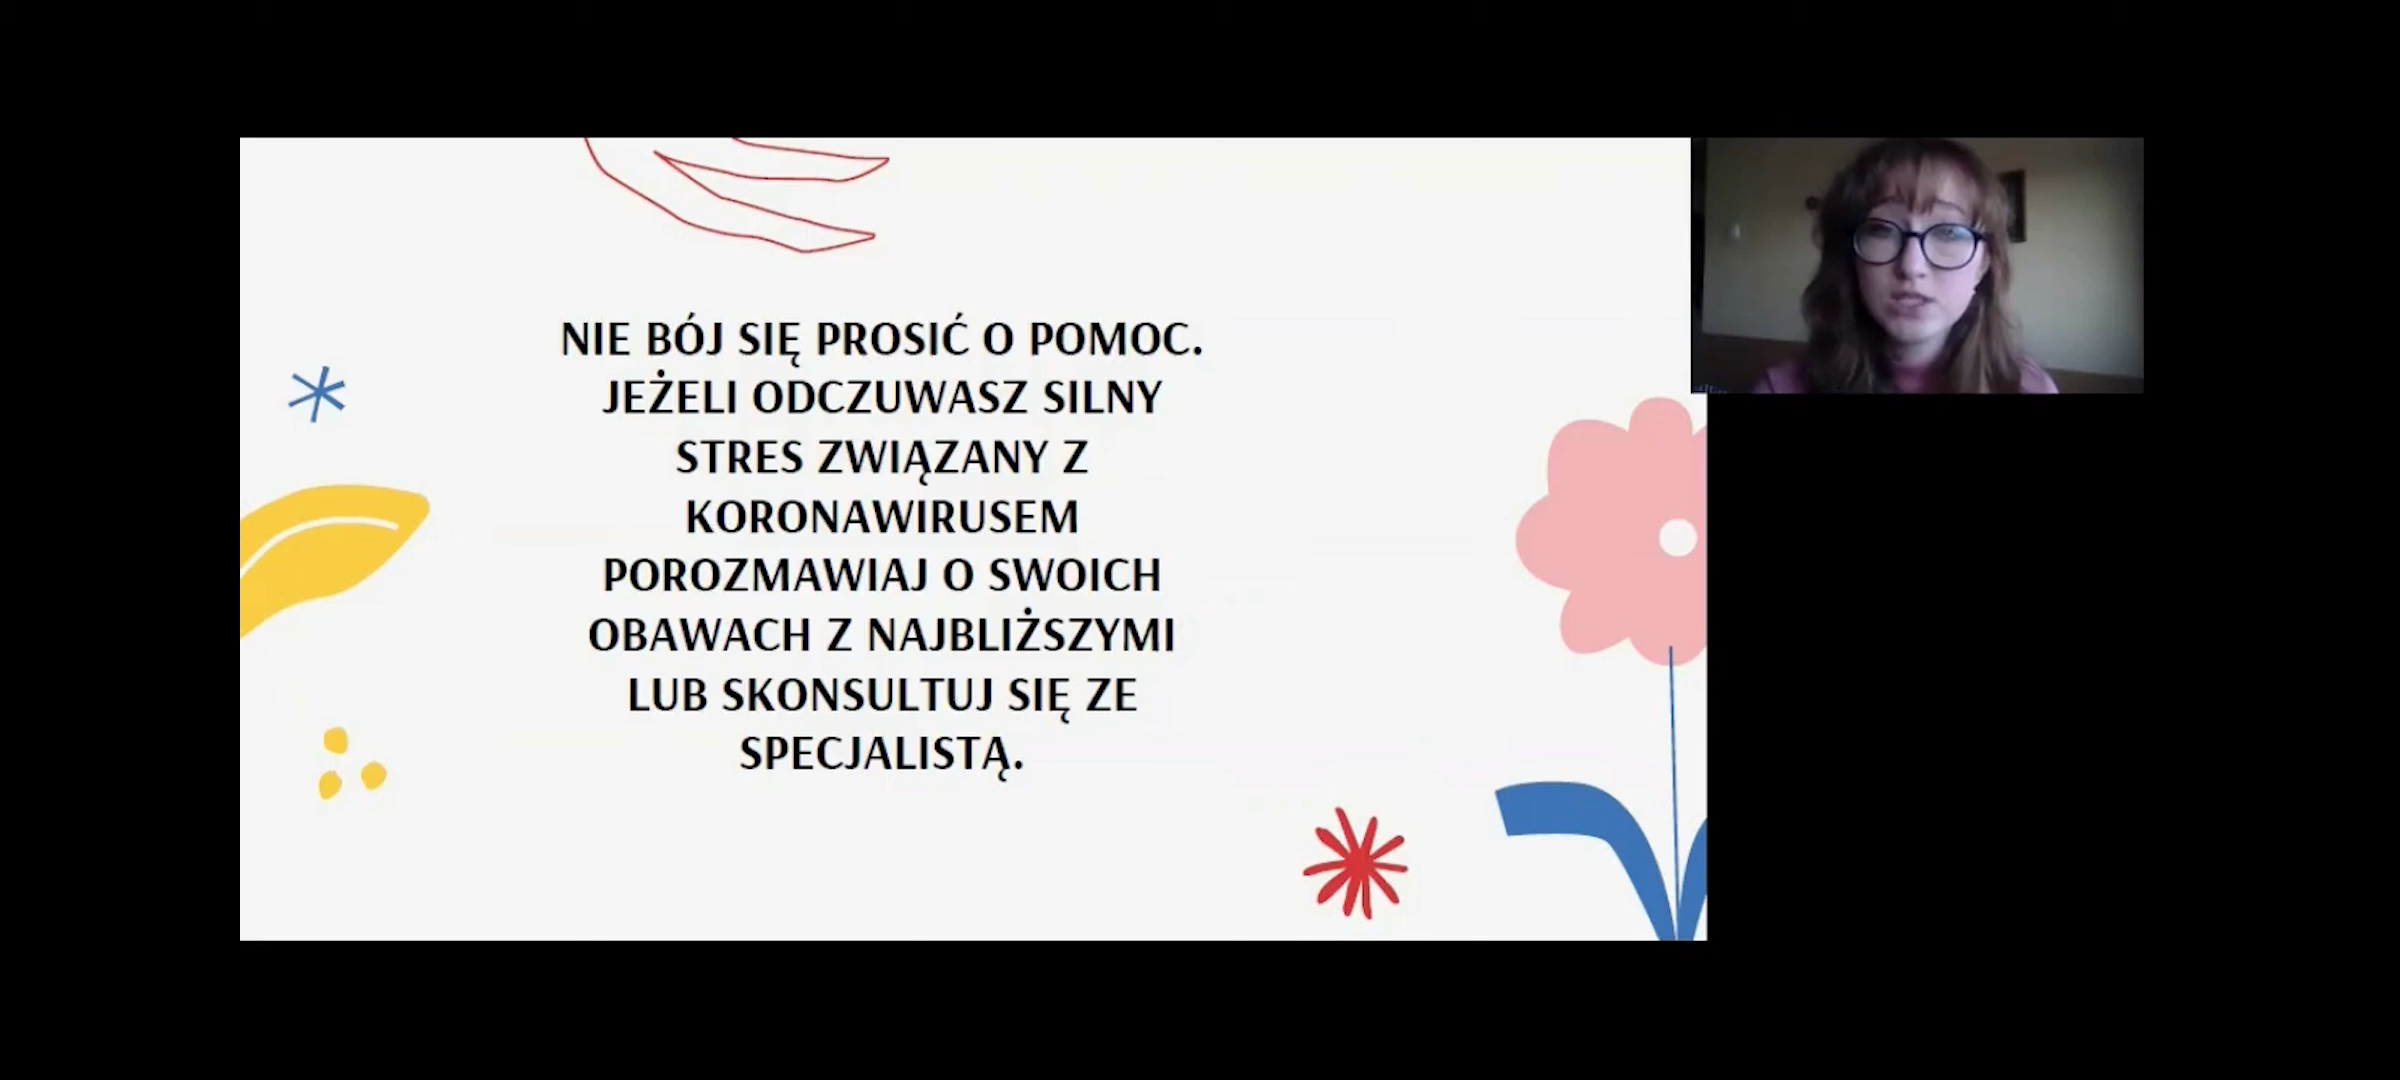 NIE BÓJ SIĘ PROSIĆ O POMOC.
JEŻELI ODCZUWASZ SILNY
STRES ZWIĄZANY Z
KORONAWIRUSEM
POROZMAWIAJ O SWOICH
OBAWACH Z NAJBLIŻSZYMI
LUB SKONSULTUJ SIĘ ZE
SPECJALISTĄ.